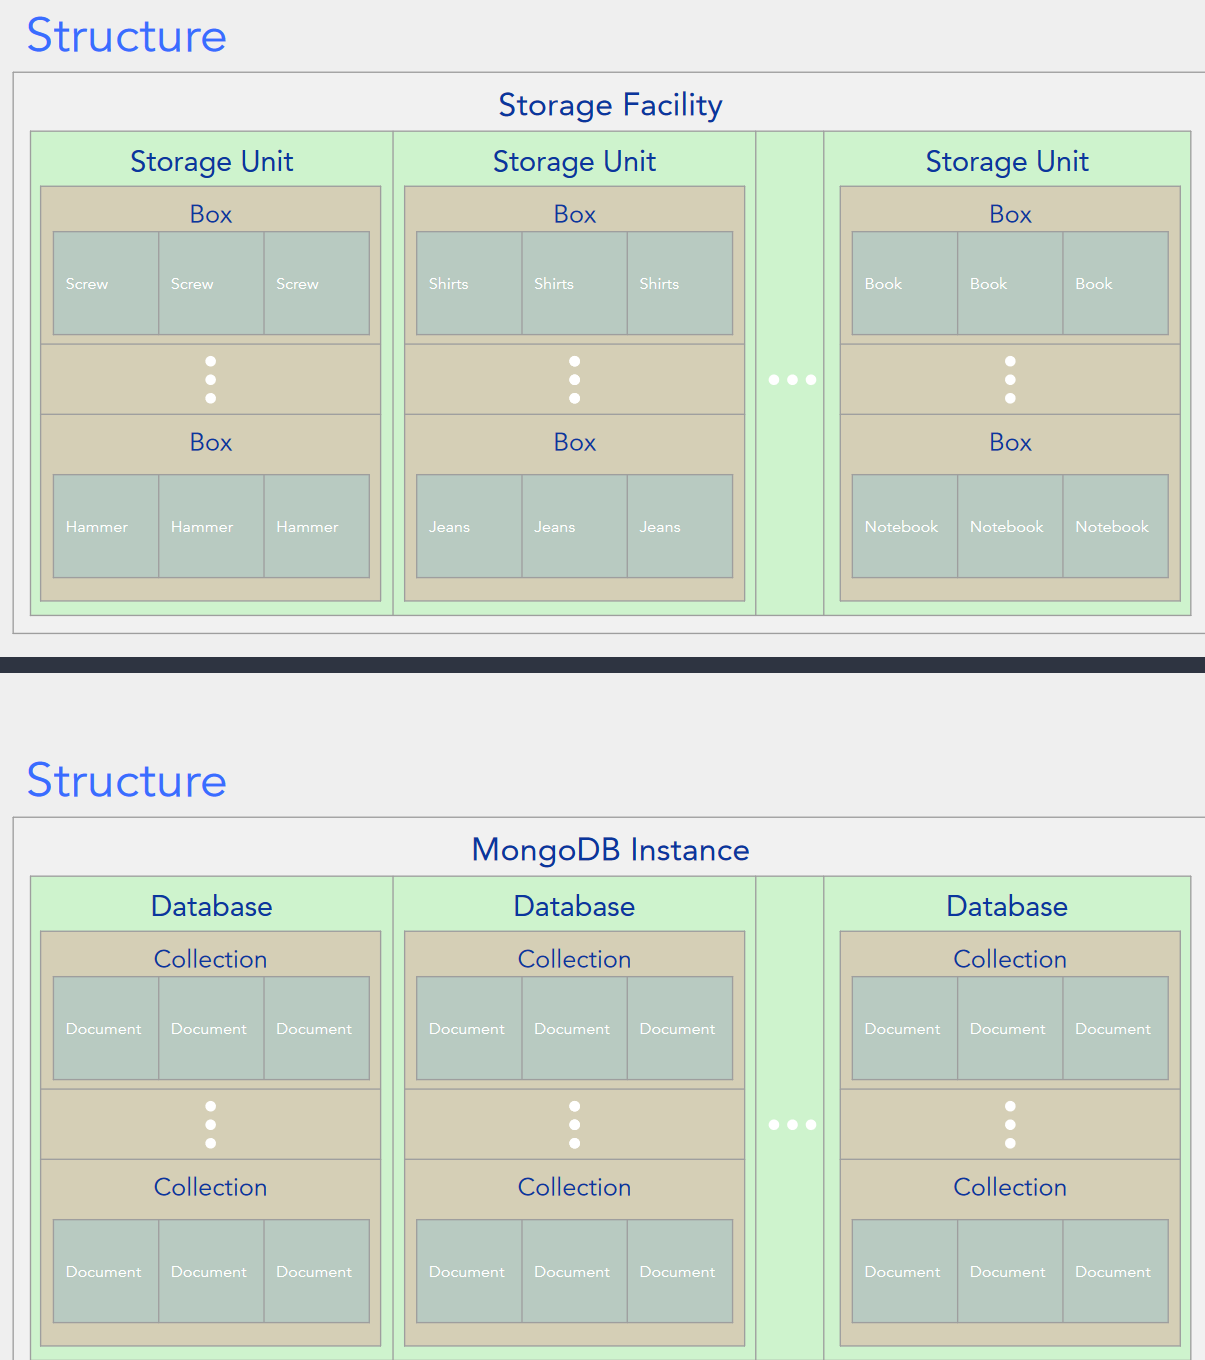 Structure
Storage Facility
Storage Unit Storage Unit Storage Unit
Box Box Box
Screw Screw Screw Shirts Shirts Shirts Book Book Book
Box Box Box
Hammer Hammer Hammer Jeans Jeans Jeans Notebook Notebook Notebook
Structure
MongoDB Instance
Database Database Database
Collection Collection Collection
Document Document Document Document Document Document Document Document Document
Collection Collection Collection
Document Document Document Document Document Document Document Document Document